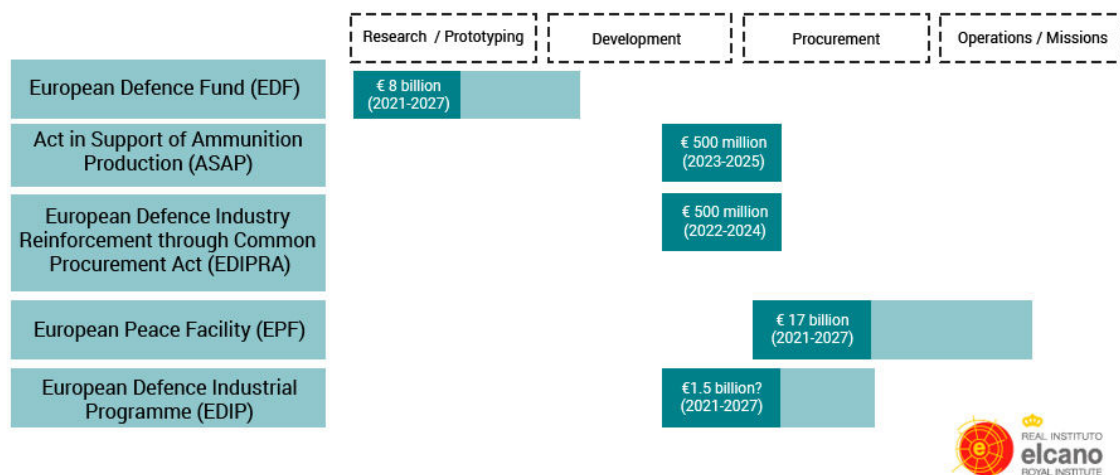 Research / Prototyping
Development
Procurement
Operations / Missions
European Defence Fund (EDF)
€ 8 billion
(2021-2027)
Act in Support of Ammunition
Production (ASAP)
€ 500 million
(2023-2025)
European Defence Industry
Reinforcement through Common
Procurement Act (EDIPRA)
€ 500 million
(2022-2024)
European Peace Facility (EPF)
€ 17 billion
(2021-2027)
European Defence Industrial
Programme (EDIP)
€1.5 billion?
(2021-2027)
e
REAL INSTITUTO
elcano
ROYAL INSTITUTE